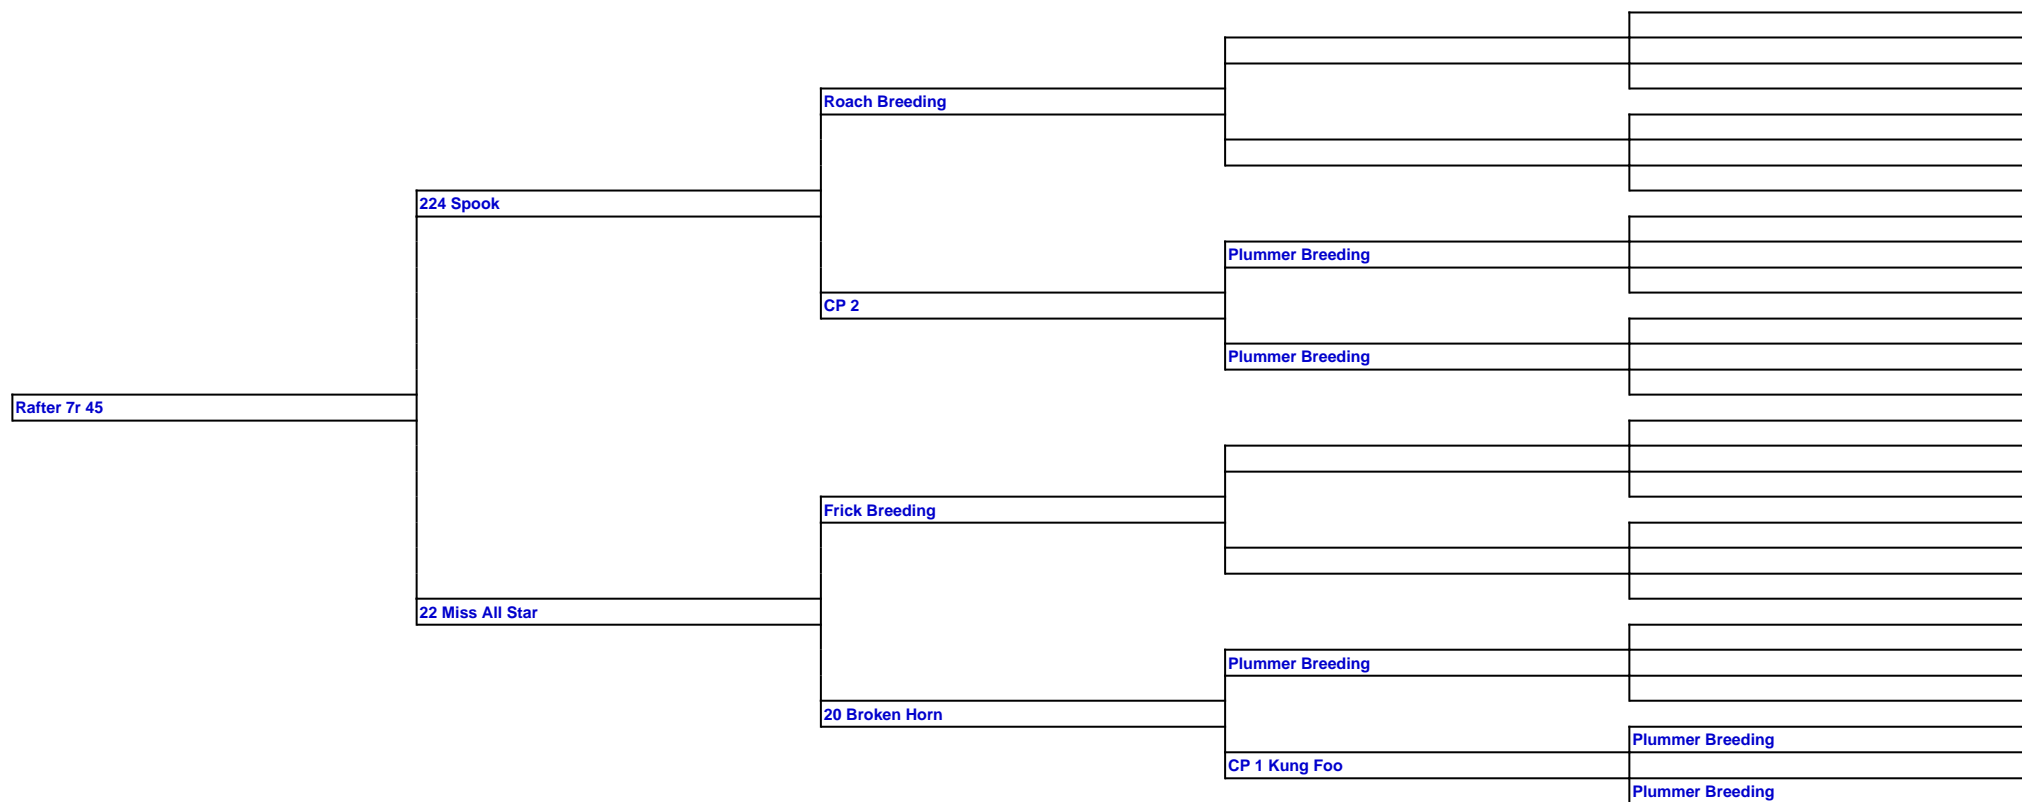 Roach Breeding
224 Spook
Plummer Breeding
CP 2
Plummer Breeding
Rafter 7r 45
Frick Breeding
22 Miss All Star
Plummer Breeding
20 Broken Horn
Plummer Breeding
CP 1 Kung Foo
Plummer Breeding